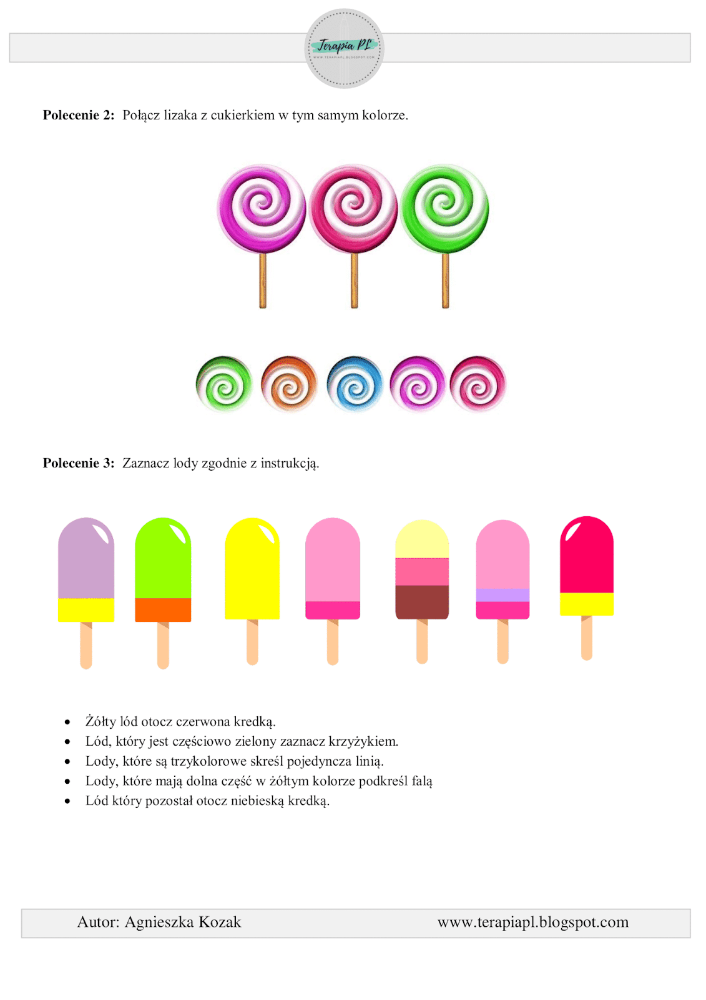 Terapia PL
WWW.TERAPIAPL.BLOGSPOT.COM
Polecenie 2: Połącz lizaka z cukierkiem w tym samym kolorze.
Polecenie 3: Zaznacz lody zgodnie z instrukcją.
• Żółty lód otocz czerwona kredką.
• Lód, który jest częściowo zielony zaznacz krzyżykiem.
• Lody, które są trzykolorowe skreśl pojedyncza linią.
• Lody, które mają dolna część w żółtym kolorze podkreśl falą
• Lód który pozostał otocz niebieską kredką.
Autor: Agnieszka Kozak www.terapiapl.blogspot.com